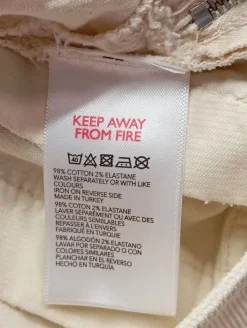 KEEP AWAY
FROM FIRE
40
98% COTTON 2% ELASTANE
WASH SEPARATELY OR WITH LIKE
COLOURS
IRON ON REVERSE SIDE
MADE IN TURKEY
98% COTON 2% ELASTANE
LAVER SEPARÉMENT OU AVEC DES
COULEURS SEMBLABLES
REPASSER À L'ENVERS
FABRIQUÉ EN TURQUIE
98% ALGODÓN 2% ELASTANO
LAVAR POR SEPARADO O CON
COLORES SIMILARES
PLANCHAR EN EL REVERSO
HECHO EN TURQUÍA